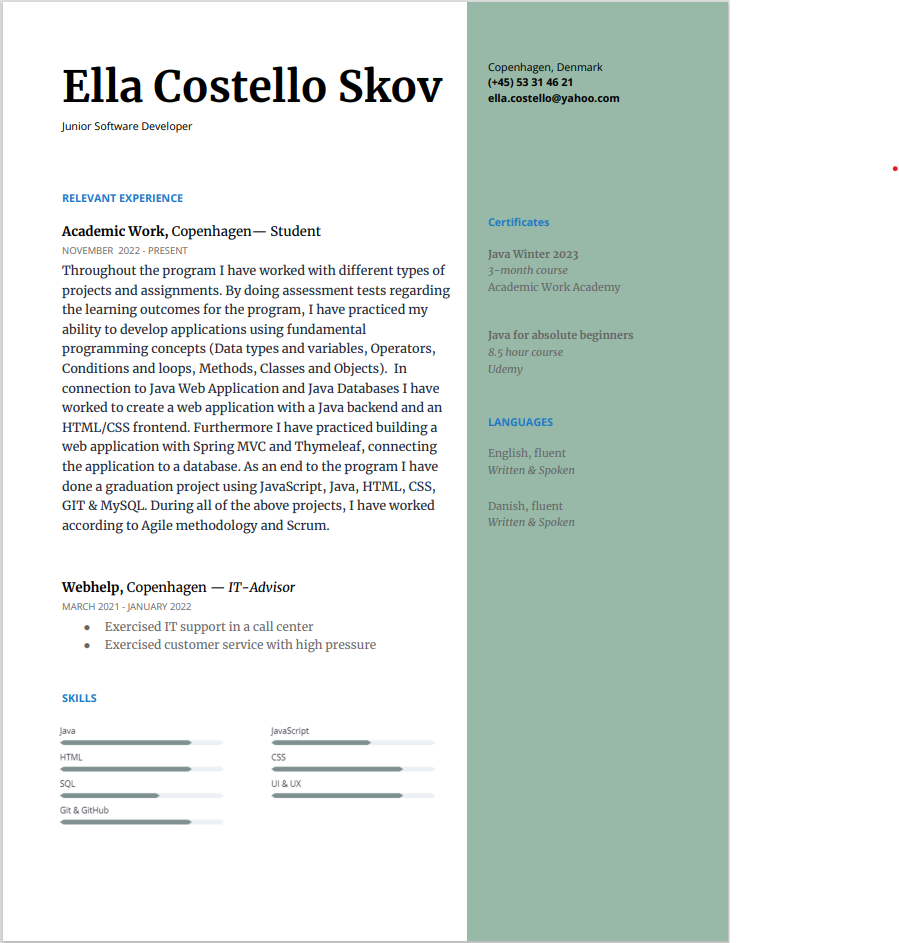 Ella Costello Skov
Junior Software Developer
RELEVANT EXPERIENCE
Academic Work, Copenhagen— Student
NOVEMBER 2022 - PRESENT
Throughout the program I have worked with different types of
projects and assignments. By doing assessment tests regarding
the learning outcomes for the program, I have practiced my
ability to develop applications using fundamental
programming concepts (Data types and variables, Operators,
Conditions and loops, Methods, Classes and Objects). In
connection to Java Web Application and Java Databases I have
worked to create a web application with a Java backend and an
HTML/CSS frontend. Furthermore I have practiced building a
web application with Spring MVC and Thymeleaf, connecting
the application to a database. As an end to the program I have
done a graduation project using JavaScript, Java, HTML, CSS,
GIT & MySQL. During all of the above projects, I have worked
according to Agile methodology and Scrum.
Webhelp, Copenhagen — IT-Advisor
MARCH 2021 - JANUARY 2022
● Exercised IT support in a call center
● Exercised customer service with high pressure
SKILLS
Java
HTML
SQL
Git & GitHub
JavaScript
CSS
UI & UX
Copenhagen, Denmark
(+45) 53 31 46 21
ella.costello@yahoo.com
Certificates
Java Winter 2023
3-month course
Academic Work Academy
Java for absolute beginners
8.5 hour course
Udemy
LANGUAGES
English, fluent
Written & Spoken
Danish, fluent
Written & Spoken